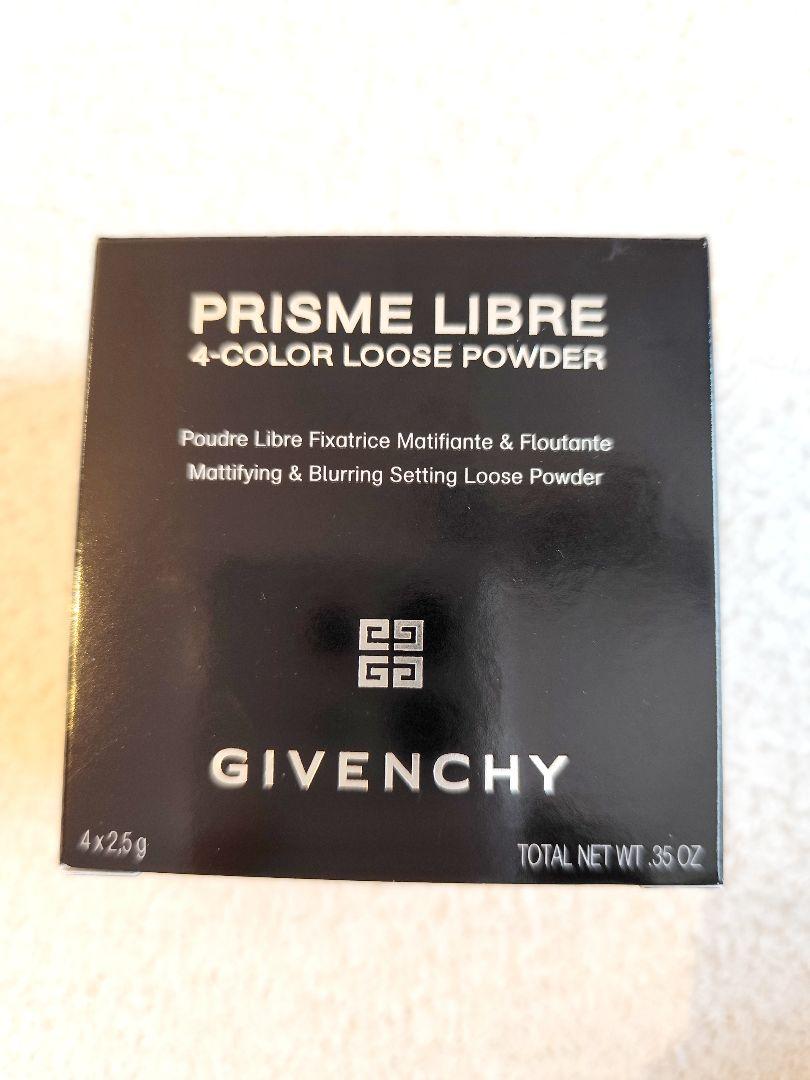 PRISME LIBRE
4-COLOR LOOSE POWDER
Poudre Libre Fixatrice Matifiante & Floutante
Mattifying & Blurring Setting Loose Powder
GIVENCHY
4 x 2,5 g
TOTAL NET WT .35 OZ